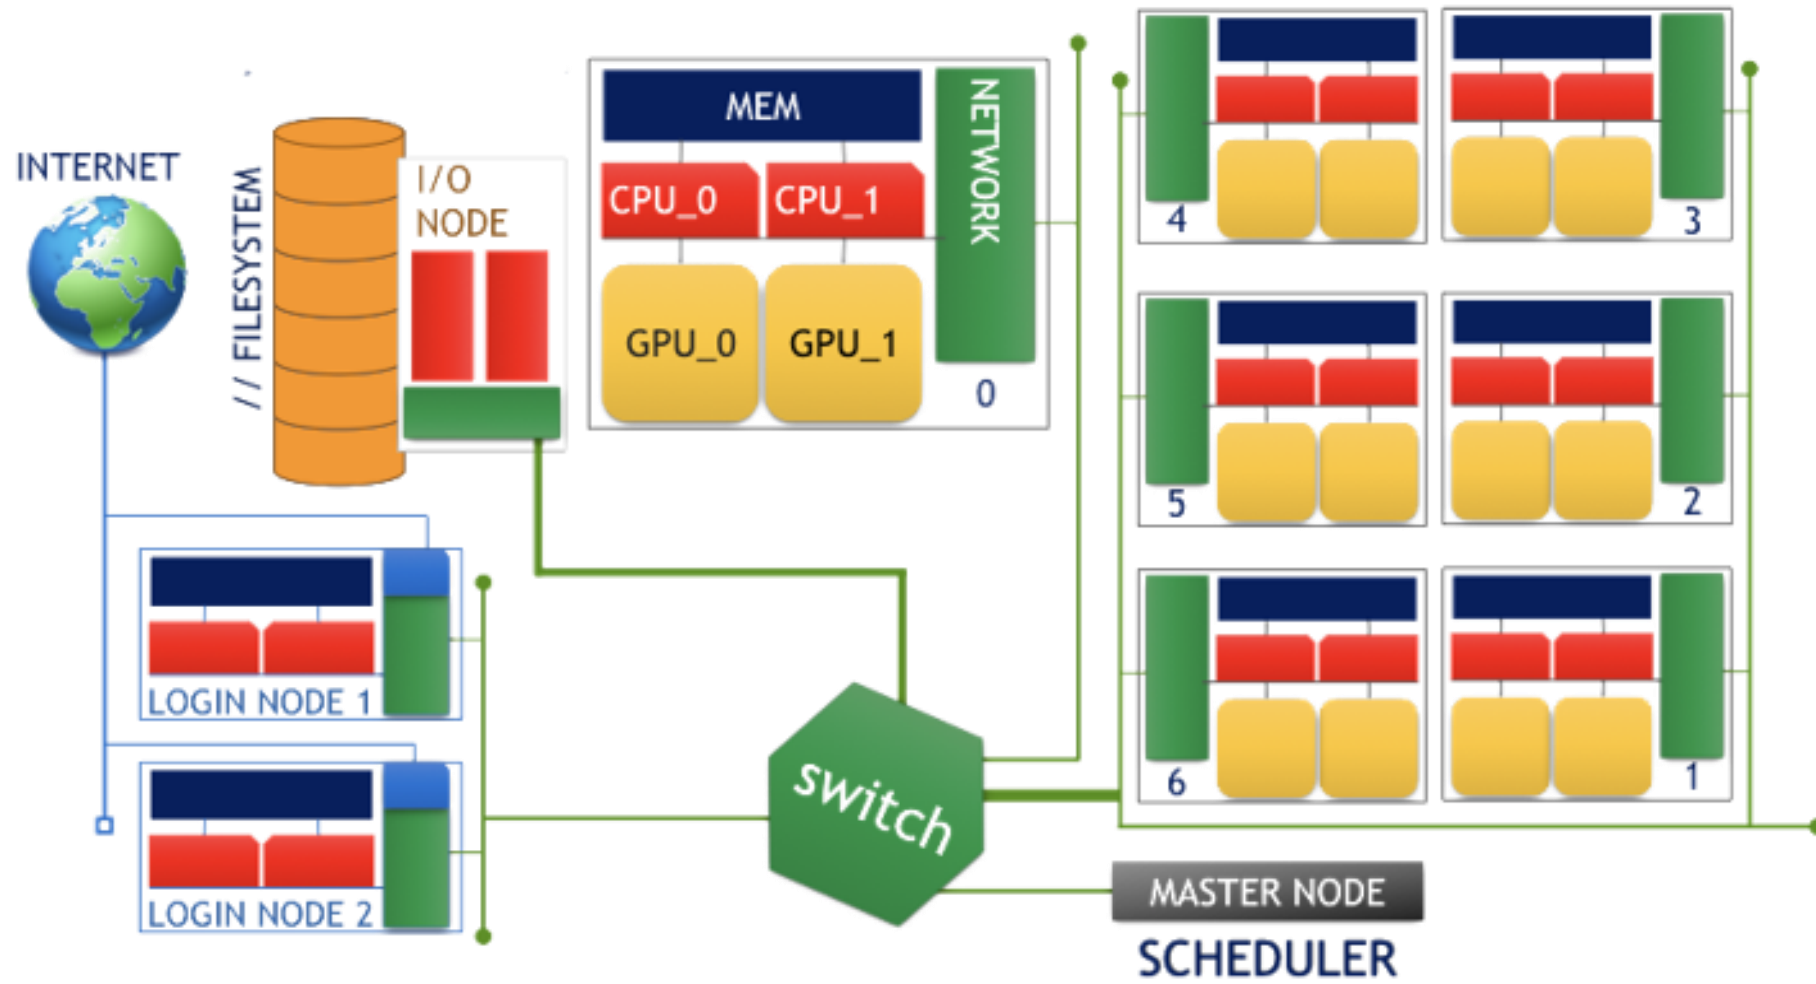 INTERNET
// FILESYSTEM
I/O
NODE
MEM
CPU_0
CPU_1
GPU_0
GPU_1
NETWORK
0
4
3
5
2
6
1
LOGIN NODE 1
LOGIN NODE 2
switch
MASTER NODE
SCHEDULER